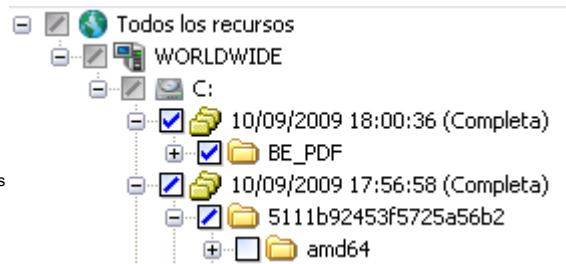 Todos los recursos
WORLDWIDE
C:
10/09/2009 18:00:36 (Completa)
BE_PDF
s
10/09/2009 17:56:58 (Completa)
5111b92453f5725a56b2
amd64